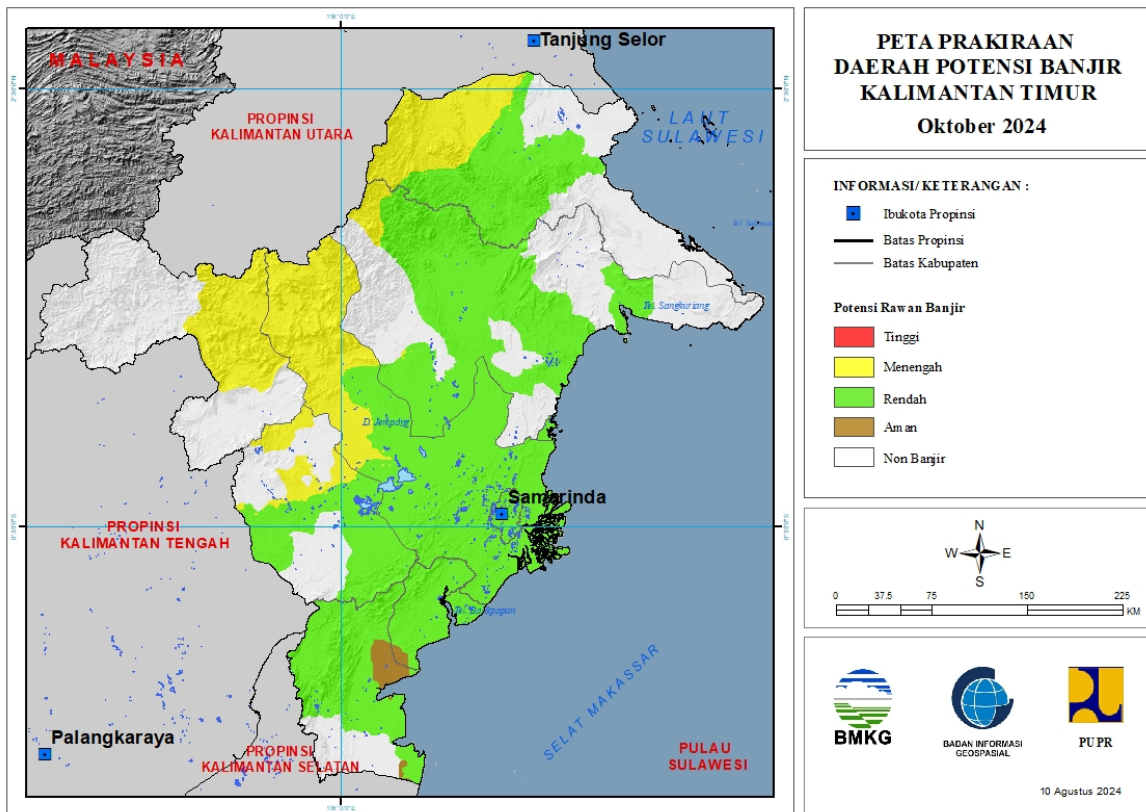 Tanjung Selor
MALAYSIA
PROPINSI
KALIMANTAN UTARA
LAUT
SULAWESI
Tel. Sangkuriang
D. Jempang
Samarinda
PROPINSI
KALIMANTAN TENGAH
SELAT MAKASSAR
Palangkaraya
PROPINSI
KALIMANTAN SELATAN
PULAU
SULAWESI
PETA PRAKIRAAN
DAERAH POTENSI BANJIR
KALIMANTAN TIMUR
Oktober 2024
INFORMASI/ KETERANGAN :
Ibukota Propinsi
Batas Propinsi
Batas Kabupaten
Potensi Rawan Banjir
Tinggi
Menengah
Rendah
Aman
Non Banjir
N
W E
S
0 37.5 75 150 225
KM
BMKG
BADAN INFORMASI
GEOSPASIAL
PUPR
10 Agustus 2024